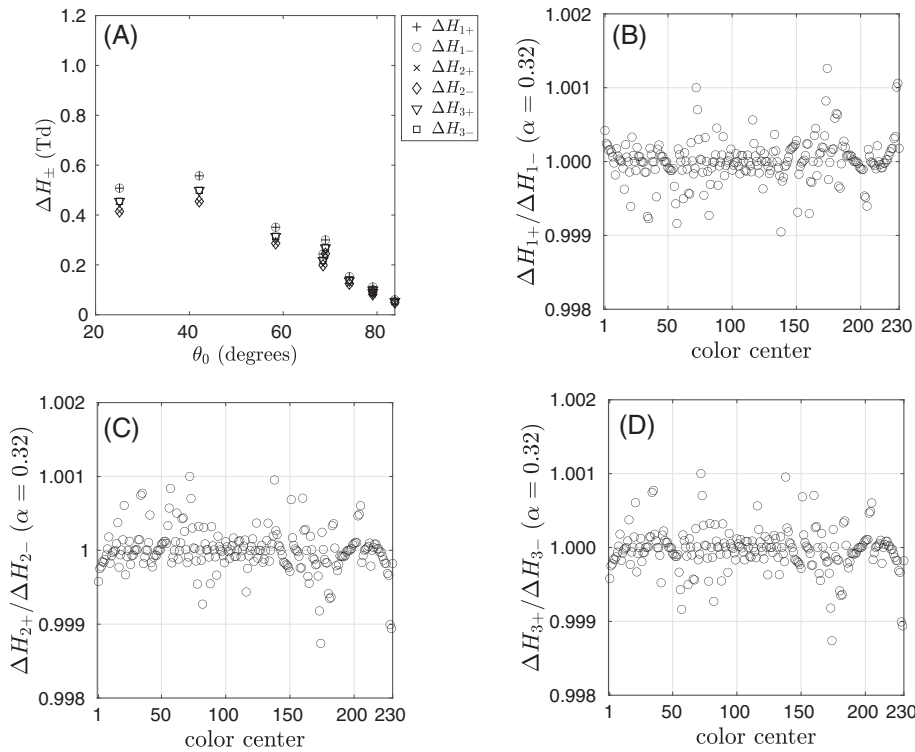 (A)
ΔH± (Td)
1.2
1.0
0.8
0.6
0.4
0.2
0
20 40 60 80
θ₀ (degrees)
ΔH₁₊
ΔH₁₋
ΔH₂₊
ΔH₂₋
ΔH₃₊
ΔH₃₋
(B)
ΔH₁₊/ΔH₁₋ (α = 0.32)
1.002
1.001
1.000
0.999
0.998
1 50 100 150 200 230
color center
(C)
ΔH₂₊/ΔH₂₋ (α = 0.32)
1.002
1.001
1
0.999
0.998
1 50 100 150 200 230
color center
(D)
ΔH₃₊/ΔH₃₋ (α = 0.32)
1.002
1.001
1.000
0.999
0.998
1 50 100 150 200 230
color center